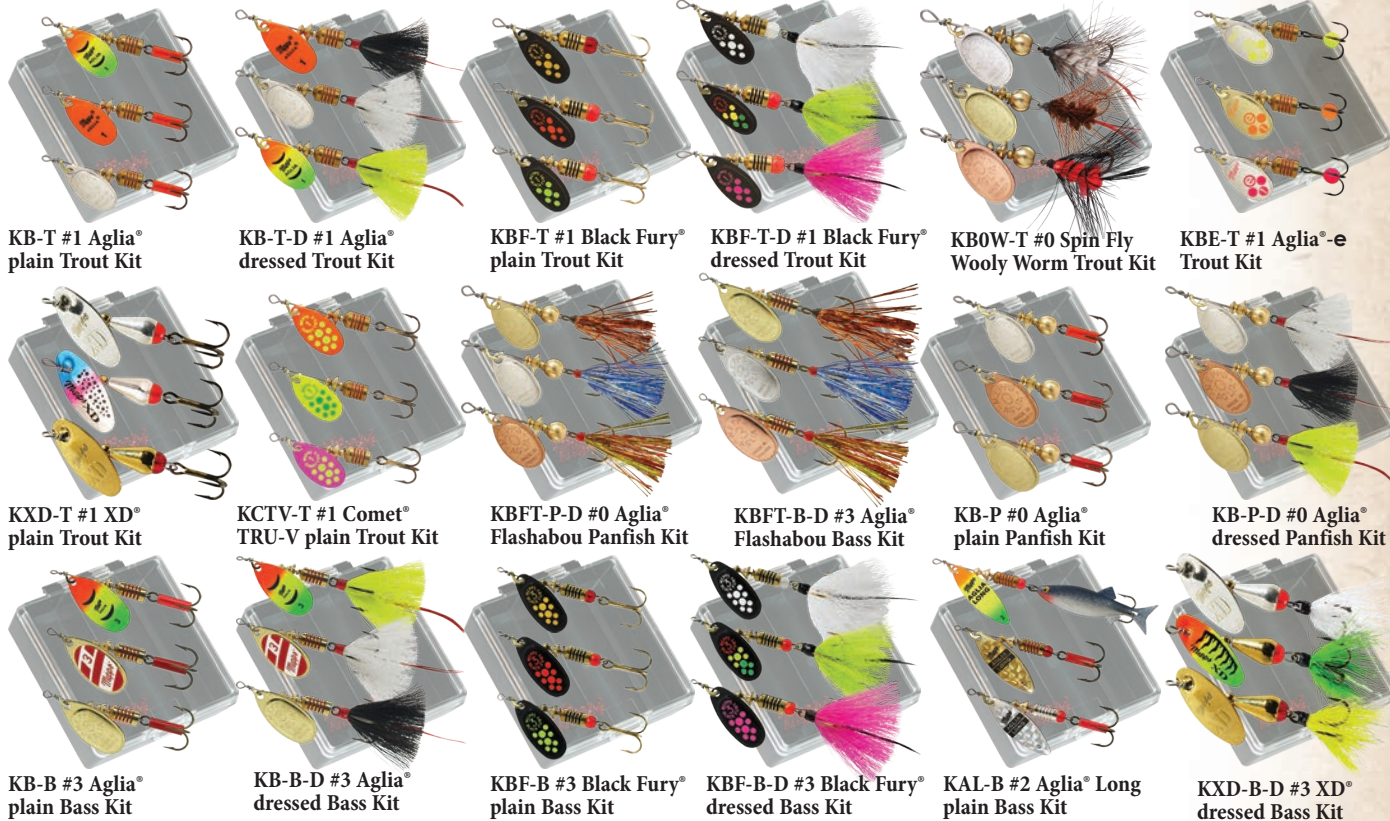 KB-T #1 Aglia®
plain Trout Kit
KB-T-D #1 Aglia®
dressed Trout Kit
KBF-T #1 Black Fury®
plain Trout Kit
KBF-T-D #1 Black Fury®
dressed Trout Kit
KB0W-T #0 Spin Fly
Wooly Worm Trout Kit
KBE-T #1 Aglia®-e
Trout Kit
KXD-T #1 XD®
plain Trout Kit
KCTV-T #1 Comet®
TRU-V plain Trout Kit
KBFT-P-D #0 Aglia®
Flashabou Panfish Kit
KBFT-B-D #3 Aglia®
Flashabou Bass Kit
KB-P #0 Aglia®
plain Panfish Kit
KB-P-D #0 Aglia®
dressed Panfish Kit
AGLIA
LONG
KB-B #3 Aglia®
plain Bass Kit
KB-B-D #3 Aglia®
dressed Bass Kit
KBF-B #3 Black Fury®
plain Bass Kit
KBF-B-D #3 Black Fury®
dressed Bass Kit
KAL-B #2 Aglia® Long
plain Bass Kit
KXD-B-D #3 XD®
dressed Bass Kit